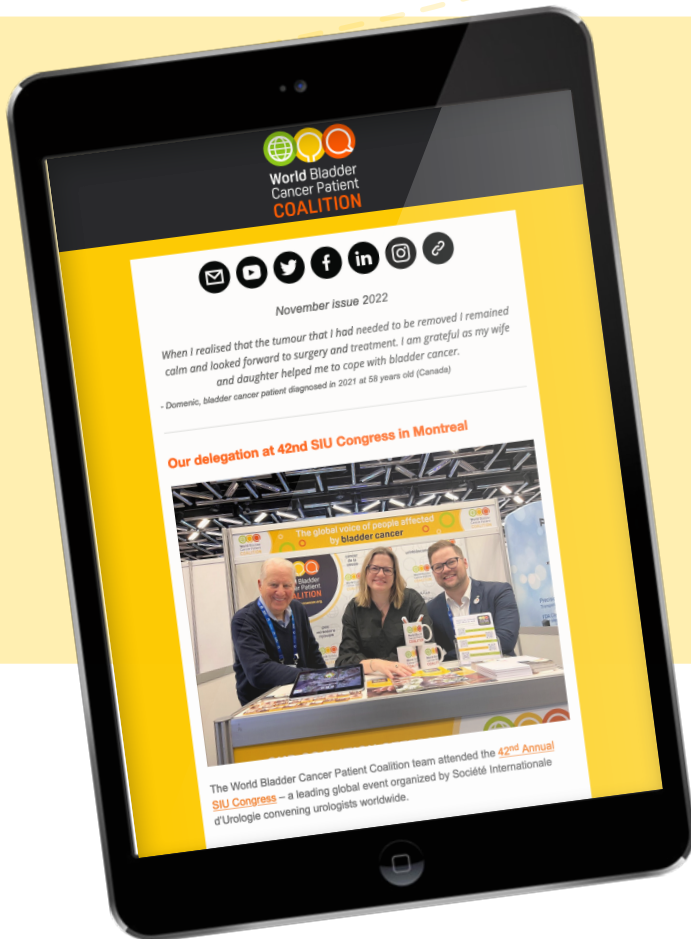 World Bladder
Cancer Patient
COALITION
in
November issue 2022
When I realised that the tumour that I had needed to be removed I remained
calm and looked forward to surgery and treatment. I am grateful as my wife
and daughter helped me to cope with bladder cancer.
- Domenic, bladder cancer patient diagnosed in 2021 at 58 years old (Canada)
Our delegation at 42nd SIU Congress in Montreal
The global voice of people affected
by bladder cancer
COALITION
The World Bladder Cancer Patient Coalition team attended the 42nd Annual
SIU Congress – a leading global event organized by Société Internationale
d'Urologie convening urologists worldwide.